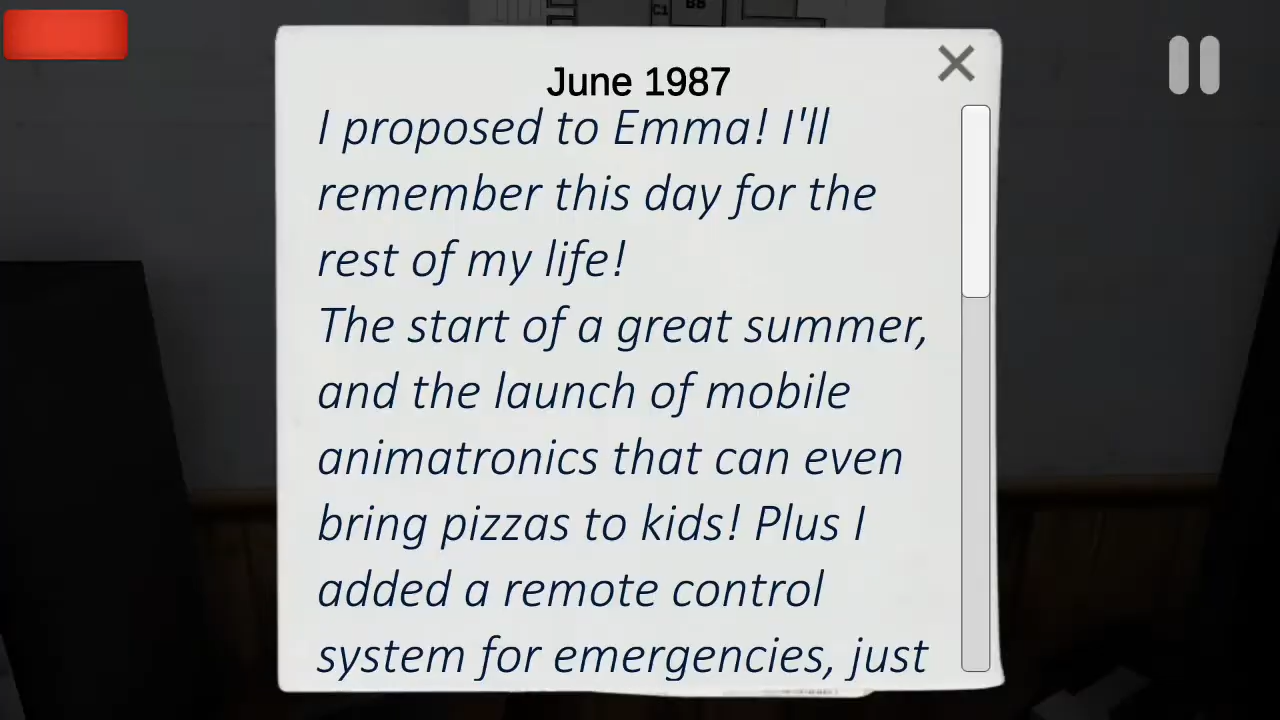 C1
B8
June 1987
I proposed to Emma! I'll
remember this day for the
rest of my life!
The start of a great summer,
and the launch of mobile
animatronics that can even
bring pizzas to kids! Plus I
added a remote control
system for emergencies, just